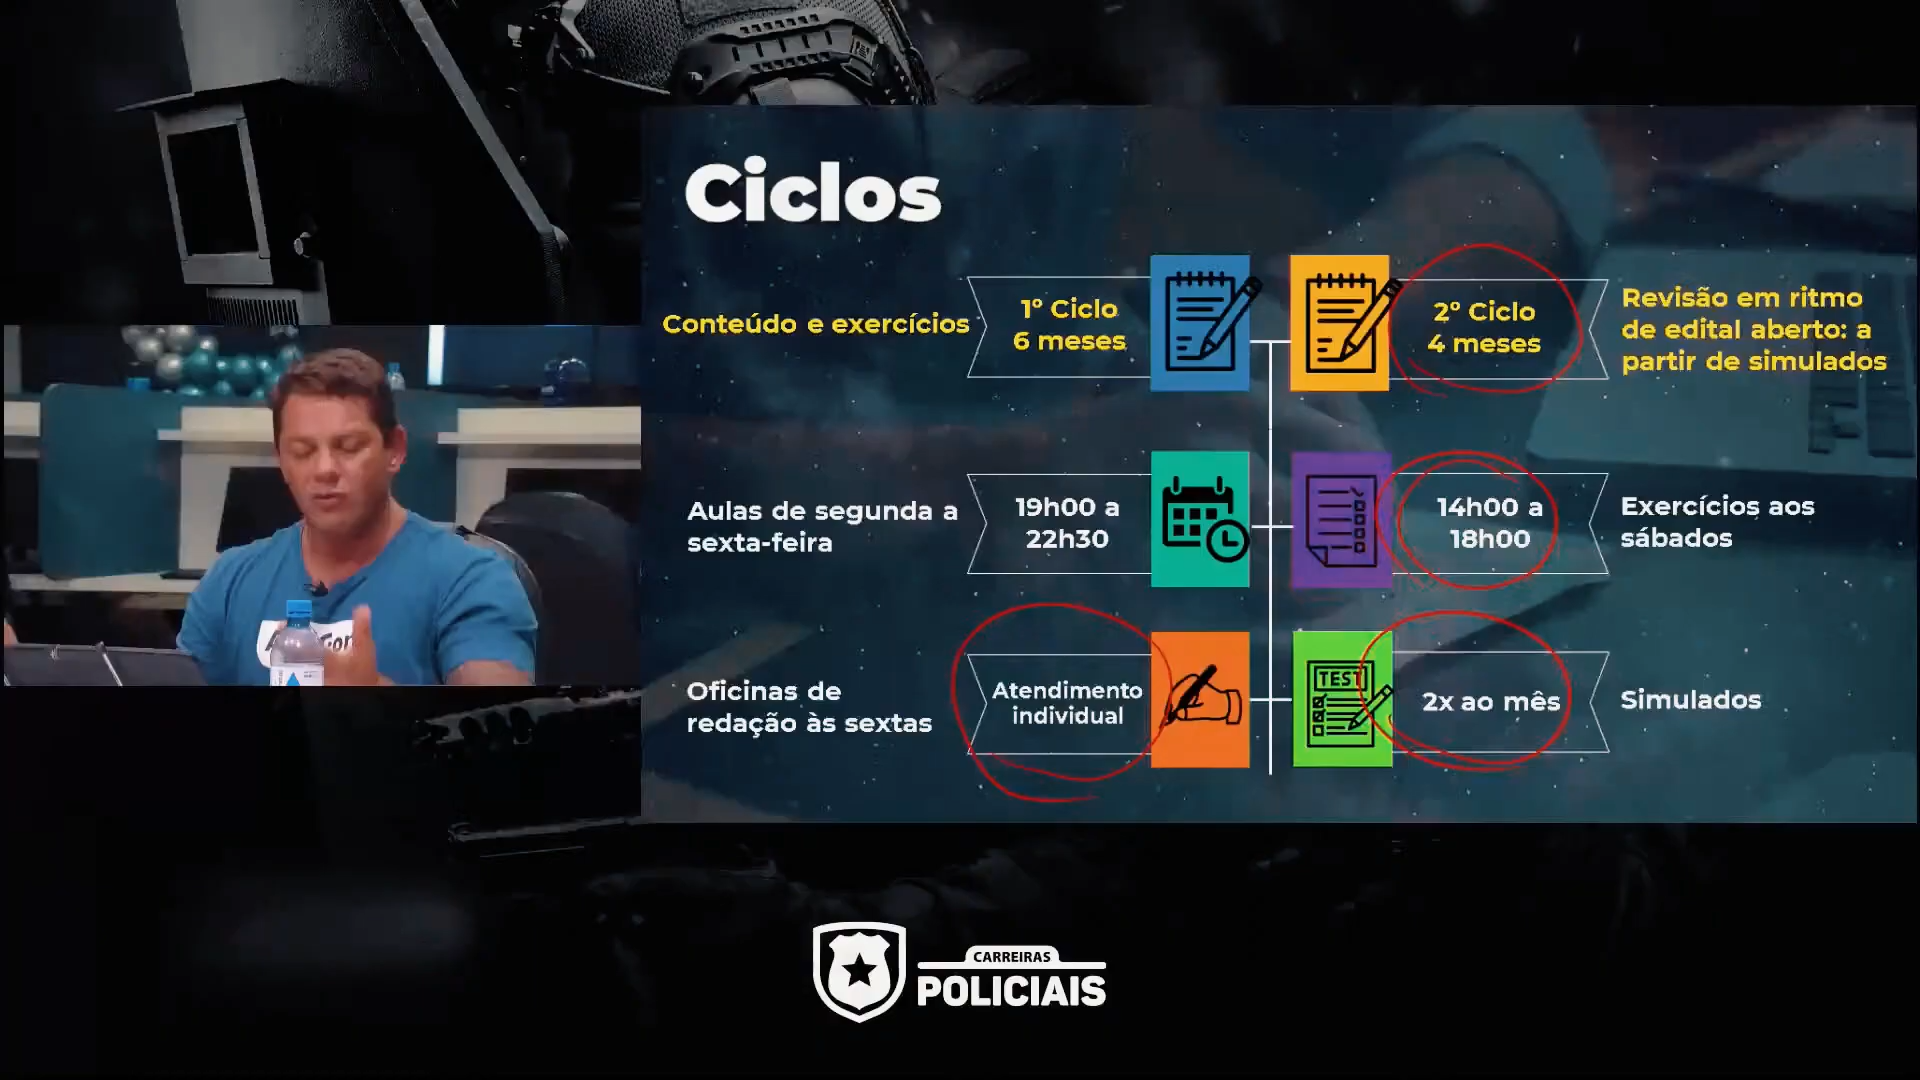 Ciclos
Conteúdo e exercícios
1º Ciclo
6 meses
2º Ciclo
4 meses
Revisão em ritmo
de edital aberto: a
partir de simulados
Aulas de segunda a
sexta-feira
19h00 a
22h30
14h00 a
18h00
Exercícios aos
sábados
Oficinas de
redação às sextas
Atendimento
individual
TEST
2x ao mês
Simulados
CARREIRAS
POLICIAIS